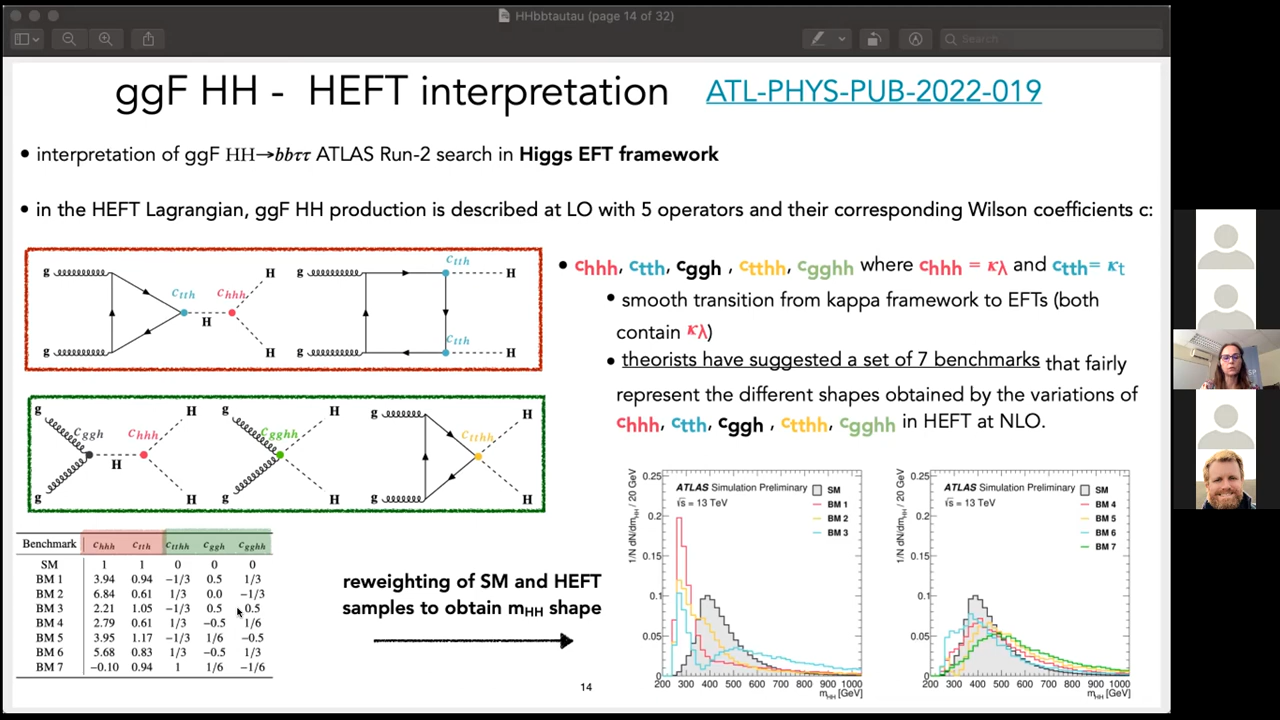 HHbbtautau (page 14 of 32)
Search
ggF HH - HEFT interpretation ATL-PHYS-PUB-2022-019
• interpretation of ggF HH→bbττ ATLAS Run-2 search in Higgs EFT framework
• in the HEFT Lagrangian, ggF HH production is described at LO with 5 operators and their corresponding Wilson coefficients c:
g H ctth chhh H g H
g ctth H ctth H
g cggh chhh H H g H
g cgghh H g H
g ctthh H g H
• chhh, ctth, cggh , ctthh, cgghh where chhh = κλ and ctth= κt
• smooth transition from kappa framework to EFTs (both
contain κλ)
• theorists have suggested a set of 7 benchmarks that fairly
represent the different shapes obtained by the variations of
chhh, ctth, cggh , ctthh, cgghh in HEFT at NLO.
Benchmark chhh ctth ctthh cggh cgghh
SM 1 1 0 0 0
BM 1 3.94 0.94 −1/3 0.5 1/3
BM 2 6.84 0.61 1/3 0.0 −1/3
BM 3 2.21 1.05 −1/3 0.5 0.5
BM 4 2.79 0.61 1/3 −0.5 1/6
BM 5 3.95 1.17 −1/3 1/6 −0.5
BM 6 5.68 0.83 1/3 −0.5 1/3
BM 7 −0.10 0.94 1 1/6 −1/6
reweighting of SM and HEFT
samples to obtain mHH shape
14
1/N dN/dmHH / 20 GeV
0.25
0.2
0.15
0.1
0.05
0
ATLAS Simulation Preliminary
√s = 13 TeV
SM
BM 1
BM 2
BM 3
200 300 400 500 600 700 800 900 1000
mHH [GeV]
1/N dN/dmHH / 20 GeV
0.25
0.2
0.15
0.1
0.05
0
ATLAS Simulation Preliminary
√s = 13 TeV
SM
BM 4
BM 5
BM 6
BM 7
200 300 400 500 600 700 800 900 1000
mHH [GeV]
SP